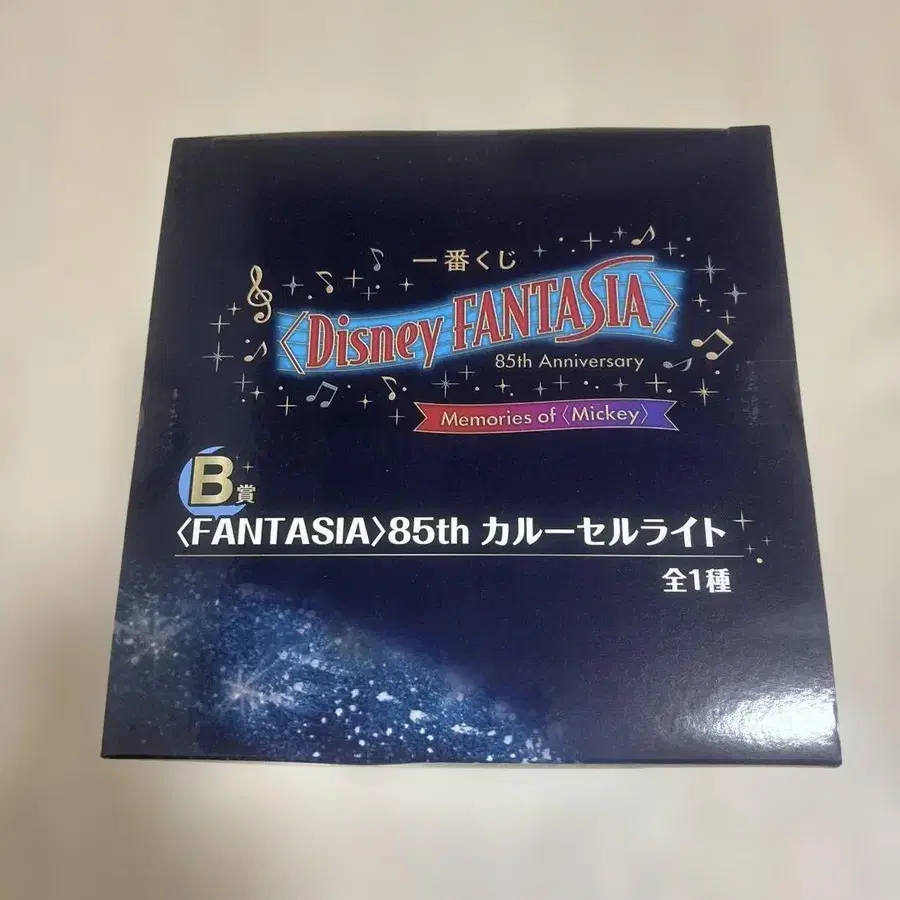 一番くじ
〈Disney FANTASIA〉
85th Anniversary
Memories of〈Mickey〉
B賞
〈FANTASIA〉85th カルーセルライト
全1種